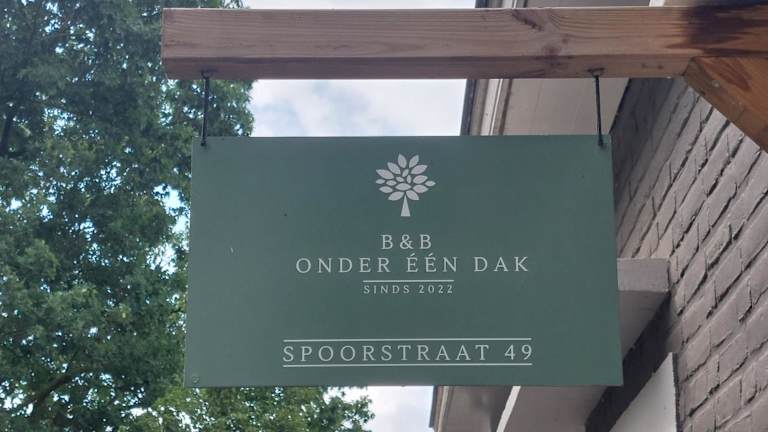 B&B
ONDER ÉÉN DAK
SINDS 2022
SPOORSTRAAT 49